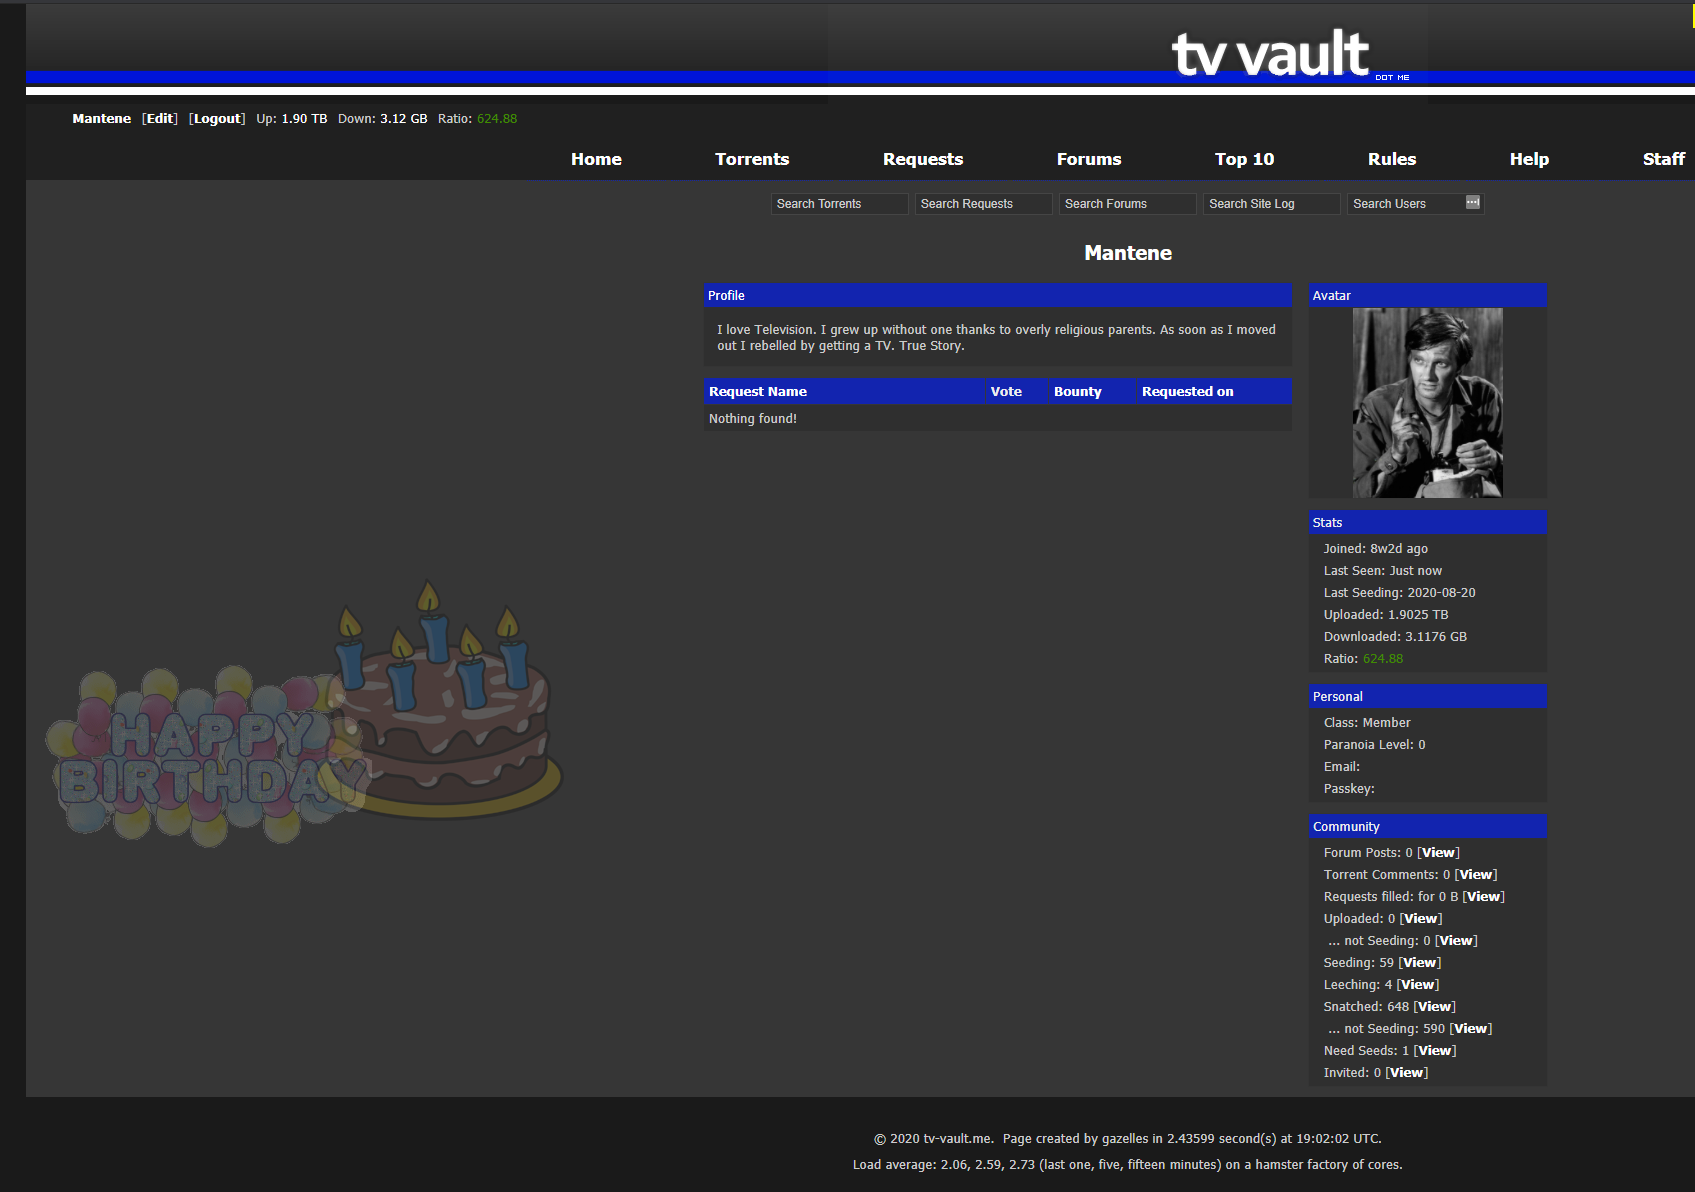 tv vault
DOT ME
Mantene [Edit] [Logout] Up: 1.90 TB Down: 3.12 GB Ratio: 624.88
Home Torrents Requests Forums Top 10 Rules Help Staff
Search Torrents Search Requests Search Forums Search Site Log Search Users
Mantene
Profile
I love Television. I grew up without one thanks to overly religious parents. As soon as I moved
out I rebelled by getting a TV. True Story.
Request Name Vote Bounty Requested on
Nothing found!
Avatar
Stats
Joined: 8w2d ago
Last Seen: Just now
Last Seeding: 2020-08-20
Uploaded: 1.9025 TB
Downloaded: 3.1176 GB
Ratio: 624.88
Personal
Class: Member
Paranoia Level: 0
Email:
Passkey:
Community
Forum Posts: 0 [View]
Torrent Comments: 0 [View]
Requests filled: for 0 B [View]
Uploaded: 0 [View]
... not Seeding: 0 [View]
Seeding: 59 [View]
Leeching: 4 [View]
Snatched: 648 [View]
... not Seeding: 590 [View]
Need Seeds: 1 [View]
Invited: 0 [View]
HAPPY
BIRTHDAY
© 2020 tv-vault.me. Page created by gazelles in 2.43599 second(s) at 19:02:02 UTC.
Load average: 2.06, 2.59, 2.73 (last one, five, fifteen minutes) on a hamster factory of cores.